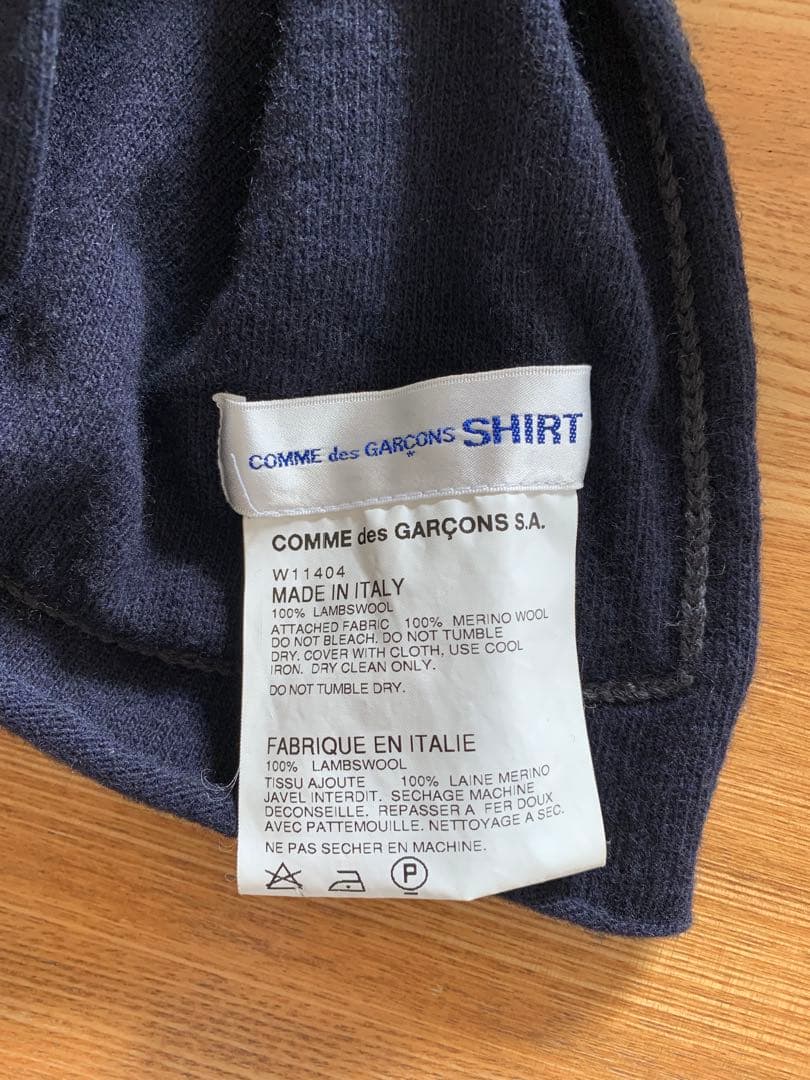 COMME des GARÇONS SHIRT
COMME des GARÇONS S.A.
W11404
MADE IN ITALY
100% LAMBSWOOL
ATTACHED FABRIC 100% MERINO WOOL
DO NOT BLEACH. DO NOT TUMBLE
DRY. COVER WITH CLOTH, USE COOL
IRON. DRY CLEAN ONLY.
DO NOT TUMBLE DRY.
FABRIQUE EN ITALIE
100% LAMBSWOOL
TISSU AJOUTE 100% LAINE MERINO
JAVEL INTERDIT. SECHAGE MACHINE
DECONSEILLE. REPASSER A FER DOUX
AVEC PATTEMOUILLE. NETTOYAGE A SEC.
NE PAS SECHER EN MACHINE.
P